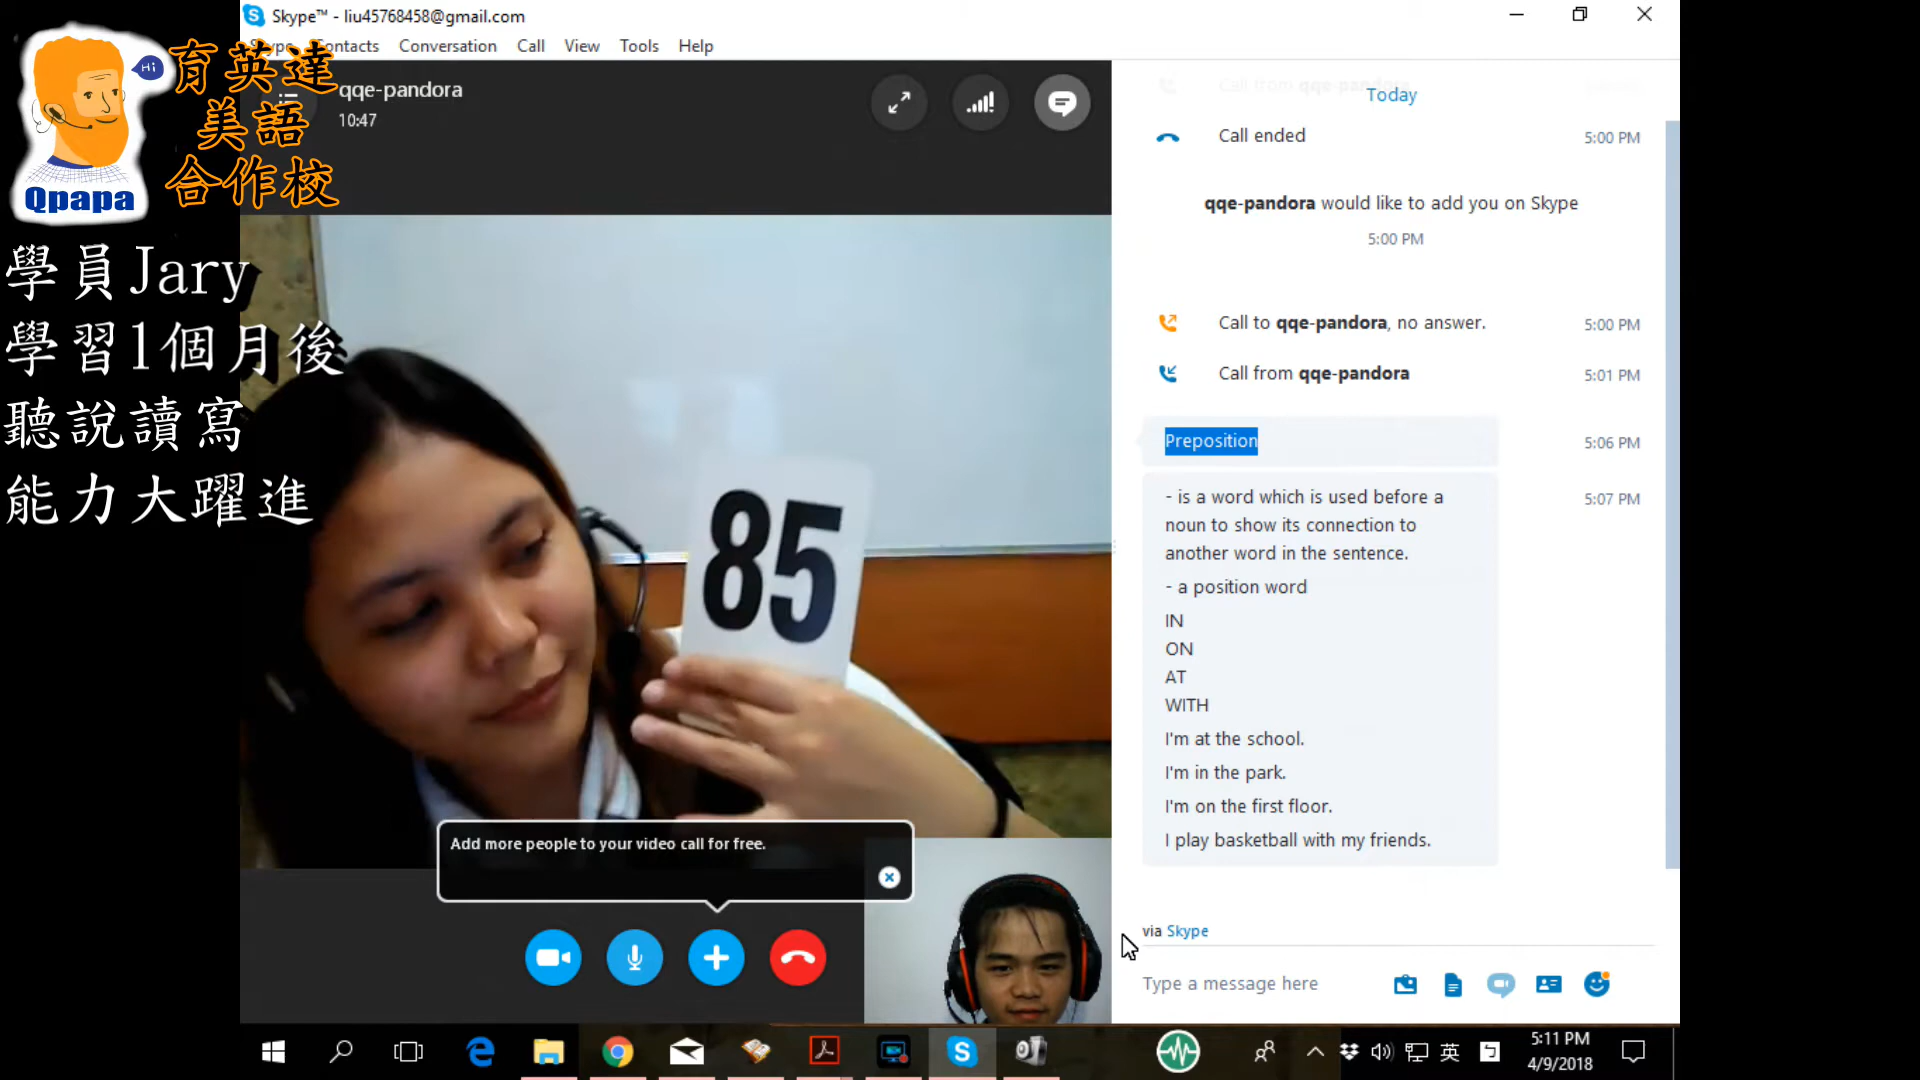 Skype™ - liu45768458@gmail.com
Contacts Conversation Call View Tools Help
Hi
育英達
美語
合作校
Qpapa
學員Jary
學習1個月後
聽說讀寫
能力大躍進
qqe-pandora
10:47
85
Add more people to your video call for free.
Today
Call ended 5:00 PM
qqe-pandora would like to add you on Skype
5:00 PM
Call to qqe-pandora, no answer. 5:00 PM
Call from qqe-pandora 5:01 PM
Preposition 5:06 PM
- is a word which is used before a 5:07 PM
noun to show its connection to
another word in the sentence.
- a position word
IN
ON
AT
WITH
I'm at the school.
I'm in the park.
I'm on the first floor.
I play basketball with my friends.
via Skype
Type a message here
英
5:11 PM
4/9/2018